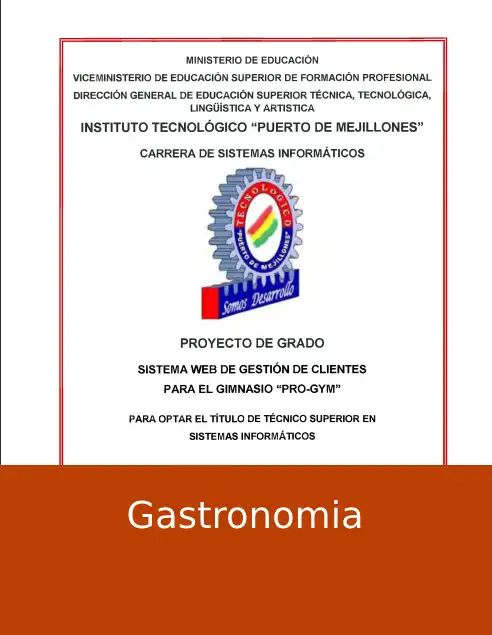 MINISTERIO DE EDUCACIÓN
VICEMINISTERIO DE EDUCACIÓN SUPERIOR DE FORMACIÓN PROFESIONAL
DIRECCIÓN GENERAL DE EDUCACIÓN SUPERIOR TÉCNICA, TECNOLÓGICA,
LINGÜÍSTICA Y ARTISTICA
INSTITUTO TECNOLÓGICO “PUERTO DE MEJILLONES”
CARRERA DE SISTEMAS INFORMÁTICOS
TECNOLOGICO
"PUERTO DE MEJILLONES"
Somos Desarrollo
PROYECTO DE GRADO
SISTEMA WEB DE GESTIÓN DE CLIENTES
PARA EL GIMNASIO “PRO-GYM”
PARA OPTAR EL TÍTULO DE TÉCNICO SUPERIOR EN
SISTEMAS INFORMÁTICOS
Gastronomia